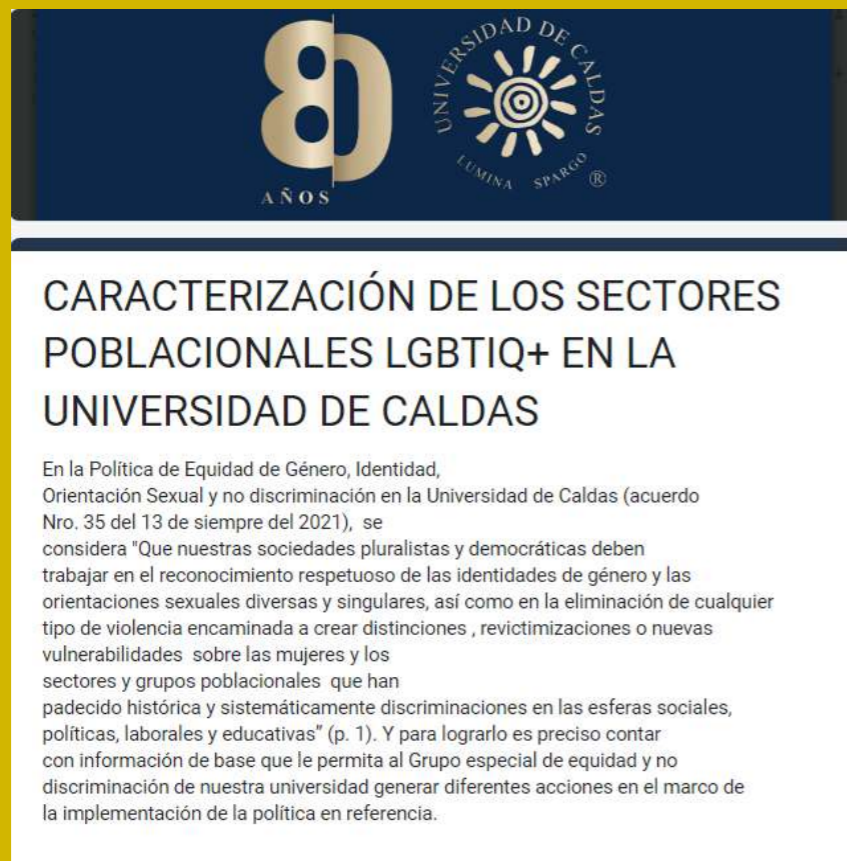 80
AÑOS
UNIVERSIDAD DE CALDAS
LUMINA SPARGO ®
CARACTERIZACIÓN DE LOS SECTORES
POBLACIONALES LGBTIQ+ EN LA
UNIVERSIDAD DE CALDAS
En la Política de Equidad de Género, Identidad,
Orientación Sexual y no discriminación en la Universidad de Caldas (acuerdo
Nro. 35 del 13 de siempre del 2021),  se
considera "Que nuestras sociedades pluralistas y democráticas deben
trabajar en el reconocimiento respetuoso de las identidades de género y las
orientaciones sexuales diversas y singulares, así como en la eliminación de cualquier
tipo de violencia encaminada a crear distinciones , revictimizaciones o nuevas
vulnerabilidades  sobre las mujeres y los
sectores y grupos poblacionales  que han
padecido histórica y sistemáticamente discriminaciones en las esferas sociales,
políticas, laborales y educativas” (p. 1). Y para lograrlo es preciso contar
con información de base que le permita al Grupo especial de equidad y no
discriminación de nuestra universidad generar diferentes acciones en el marco de
la implementación de la política en referencia.